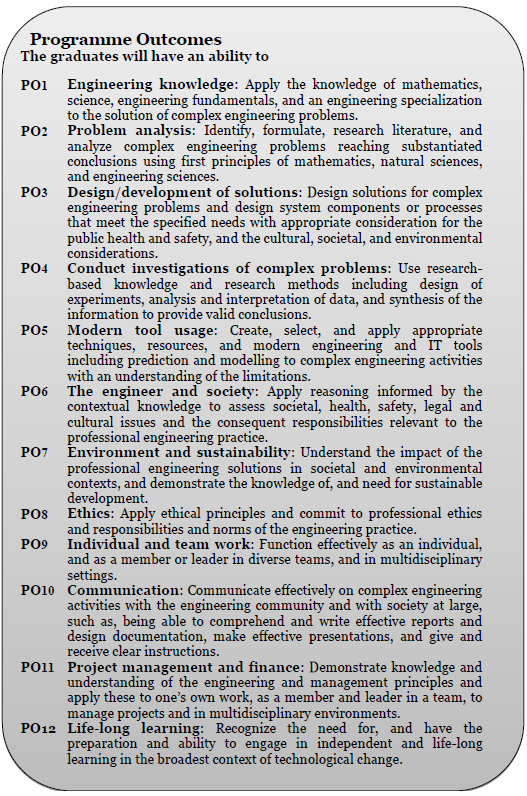 Programme Outcomes
The graduates will have an ability to
PO1 Engineering knowledge: Apply the knowledge of mathematics,
science, engineering fundamentals, and an engineering specialization
to the solution of complex engineering problems.
PO2 Problem analysis: Identify, formulate, research literature, and
analyze complex engineering problems reaching substantiated
conclusions using first principles of mathematics, natural sciences,
and engineering sciences.
PO3 Design/development of solutions: Design solutions for complex
engineering problems and design system components or processes
that meet the specified needs with appropriate consideration for the
public health and safety, and the cultural, societal, and environmental
considerations.
PO4 Conduct investigations of complex problems: Use research-
based knowledge and research methods including design of
experiments, analysis and interpretation of data, and synthesis of the
information to provide valid conclusions.
PO5 Modern tool usage: Create, select, and apply appropriate
techniques, resources, and modern engineering and IT tools
including prediction and modelling to complex engineering activities
with an understanding of the limitations.
PO6 The engineer and society: Apply reasoning informed by the
contextual knowledge to assess societal, health, safety, legal and
cultural issues and the consequent responsibilities relevant to the
professional engineering practice.
PO7 Environment and sustainability: Understand the impact of the
professional engineering solutions in societal and environmental
contexts, and demonstrate the knowledge of, and need for sustainable
development.
PO8 Ethics: Apply ethical principles and commit to professional ethics
and responsibilities and norms of the engineering practice.
PO9 Individual and team work: Function effectively as an individual,
and as a member or leader in diverse teams, and in multidisciplinary
settings.
PO10 Communication: Communicate effectively on complex engineering
activities with the engineering community and with society at large,
such as, being able to comprehend and write effective reports and
design documentation, make effective presentations, and give and
receive clear instructions.
PO11 Project management and finance: Demonstrate knowledge and
understanding of the engineering and management principles and
apply these to one's own work, as a member and leader in a team, to
manage projects and in multidisciplinary environments.
PO12 Life-long learning: Recognize the need for, and have the
preparation and ability to engage in independent and life-long
learning in the broadest context of technological change.